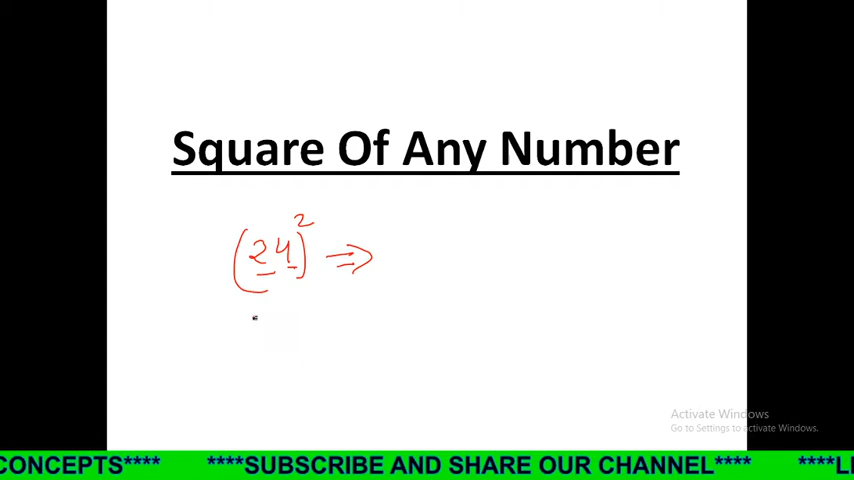 Square Of Any Number
(24)² ⇒
Activate Windows
Go to Settings to activate Windows.
CONCEPTS**** ****SUBSCRIBE AND SHARE OUR CHANNEL**** ****LI